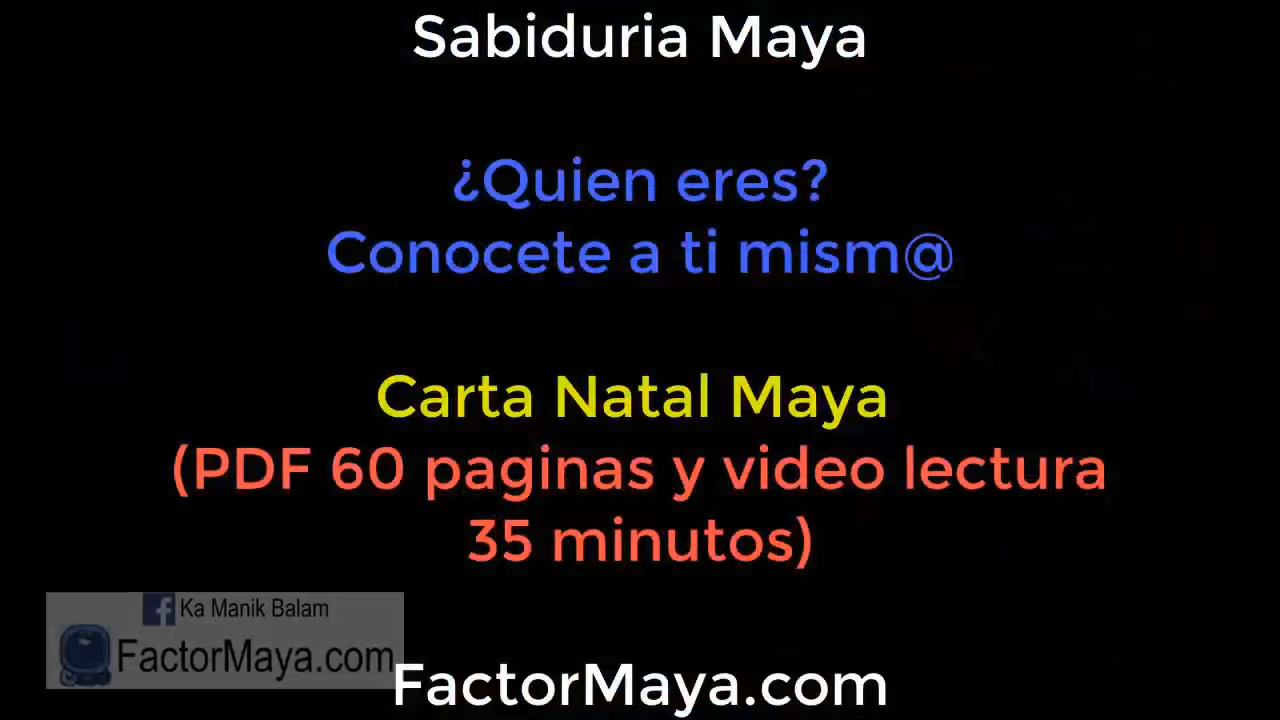 Sabiduria Maya
¿Quien eres?
Conocete a ti mism@
Carta Natal Maya
(PDF 60 paginas y video lectura
35 minutos)
Ka Manik Balam
FactorMaya.com
FactorMaya.com